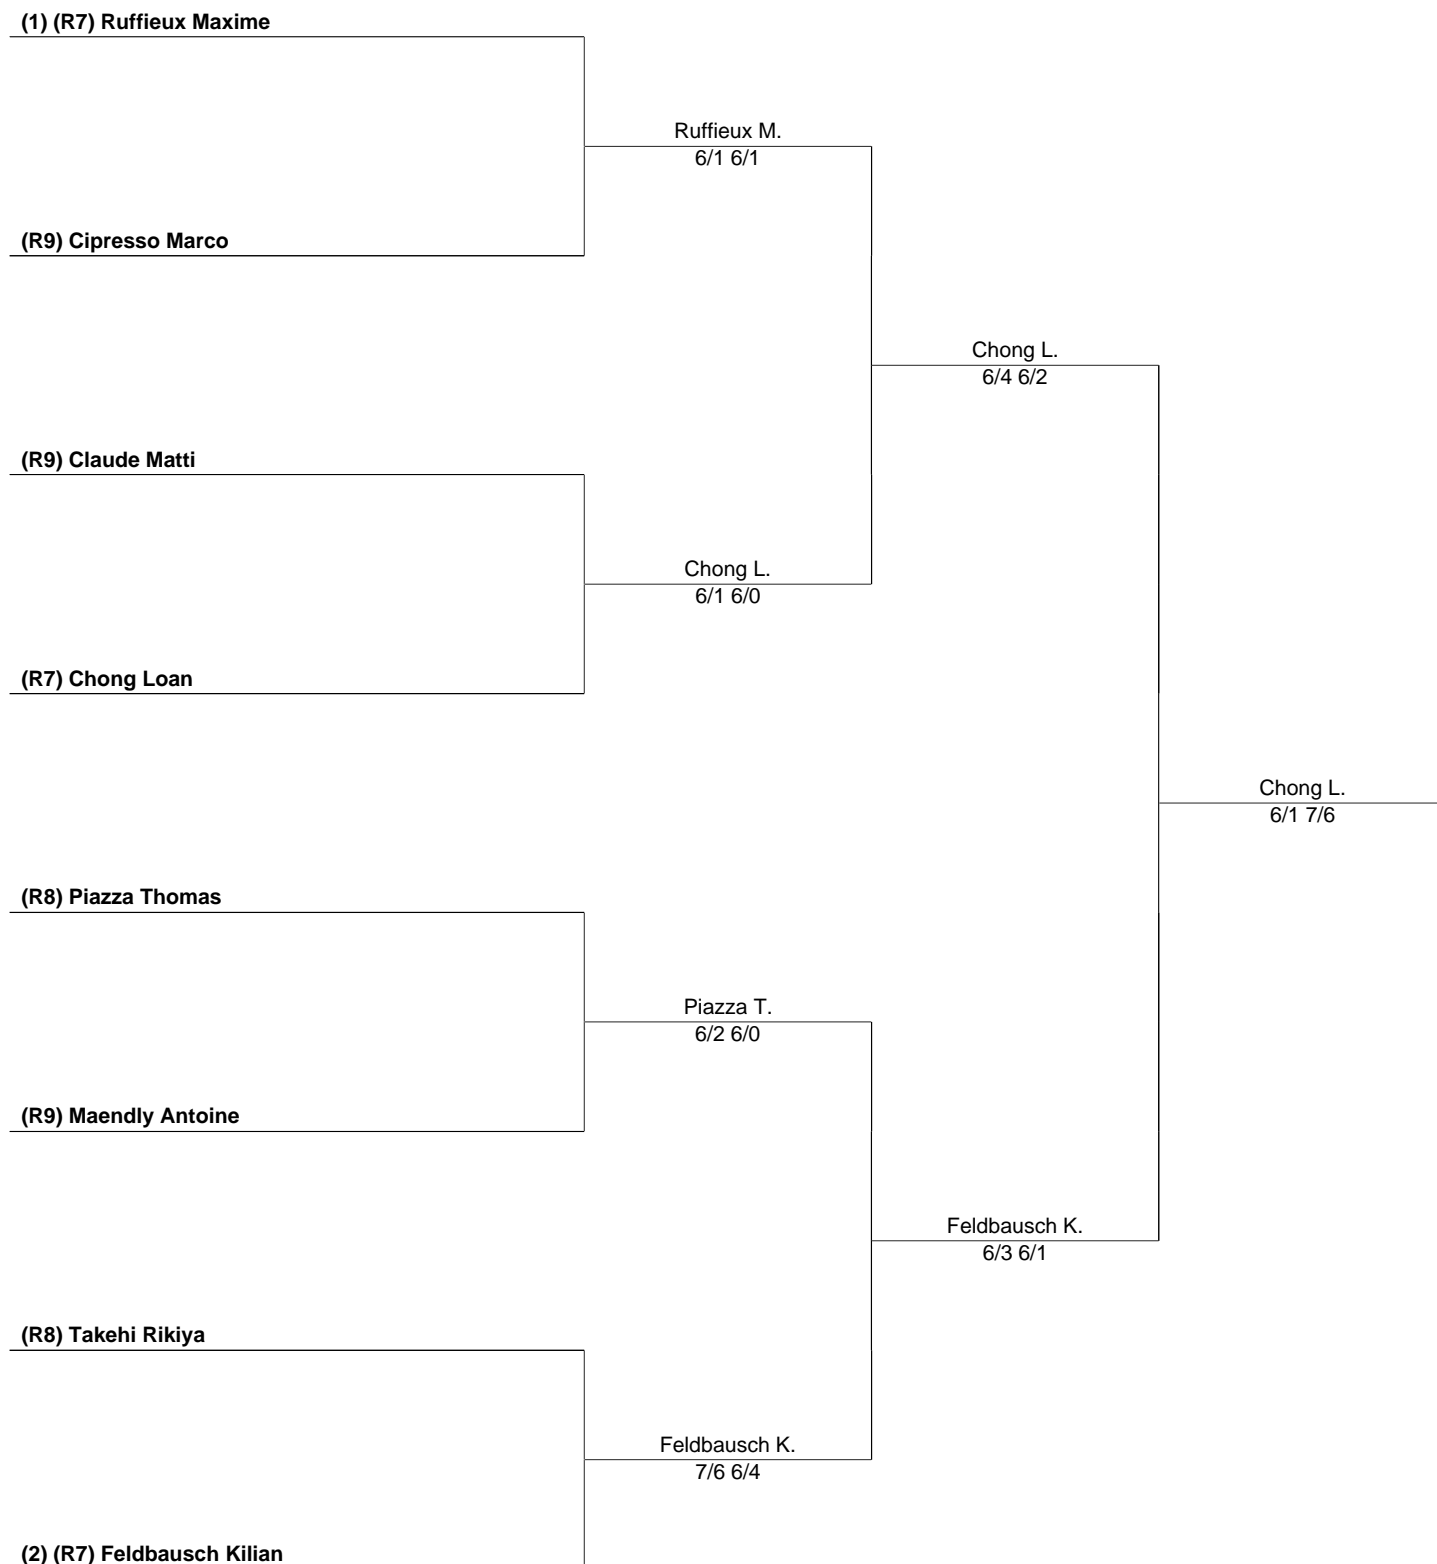 (1) (R7) Ruffieux Maxime
Ruffieux M.
6/1 6/1
(R9) Cipresso Marco
Chong L.
6/4 6/2
(R9) Claude Matti
Chong L.
6/1 6/0
(R7) Chong Loan
Chong L.
6/1 7/6
(R8) Piazza Thomas
Piazza T.
6/2 6/0
(R9) Maendly Antoine
Feldbausch K.
6/3 6/1
(R8) Takehi Rikiya
Feldbausch K.
7/6 6/4
(2) (R7) Feldbausch Kilian